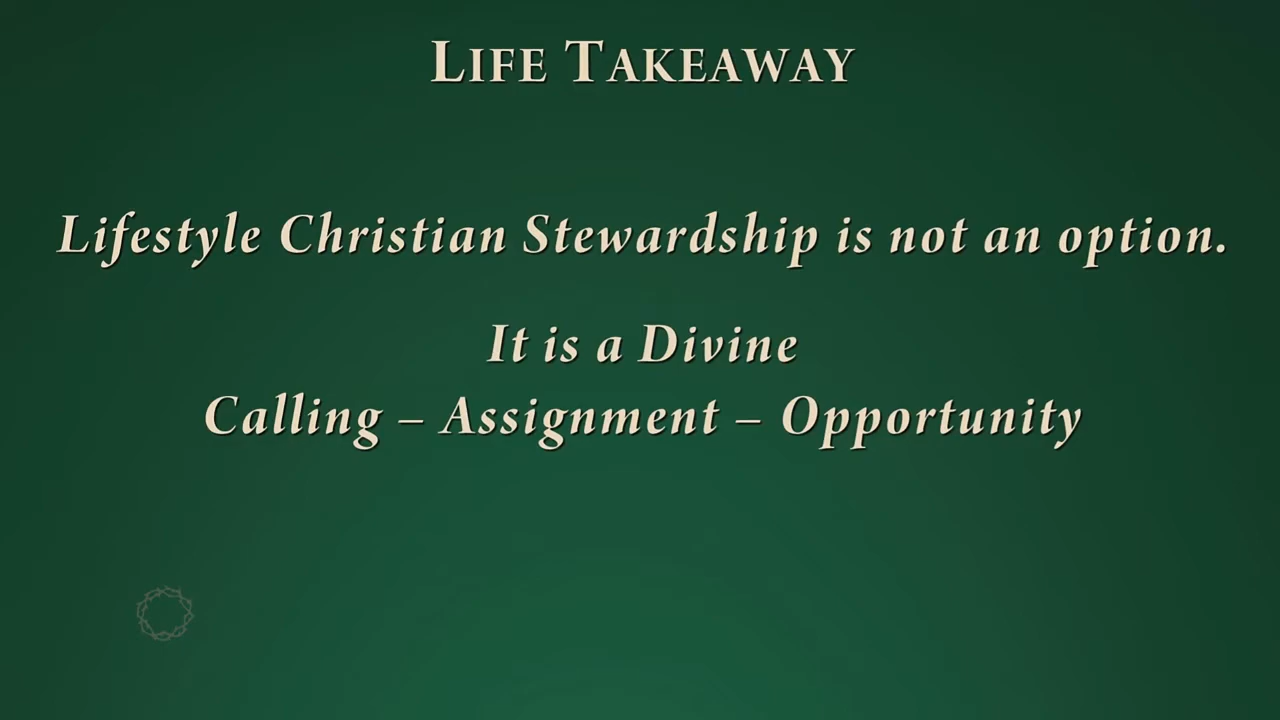 Life Takeaway
Lifestyle Christian Stewardship is not an option.
It is a Divine
Calling – Assignment – Opportunity